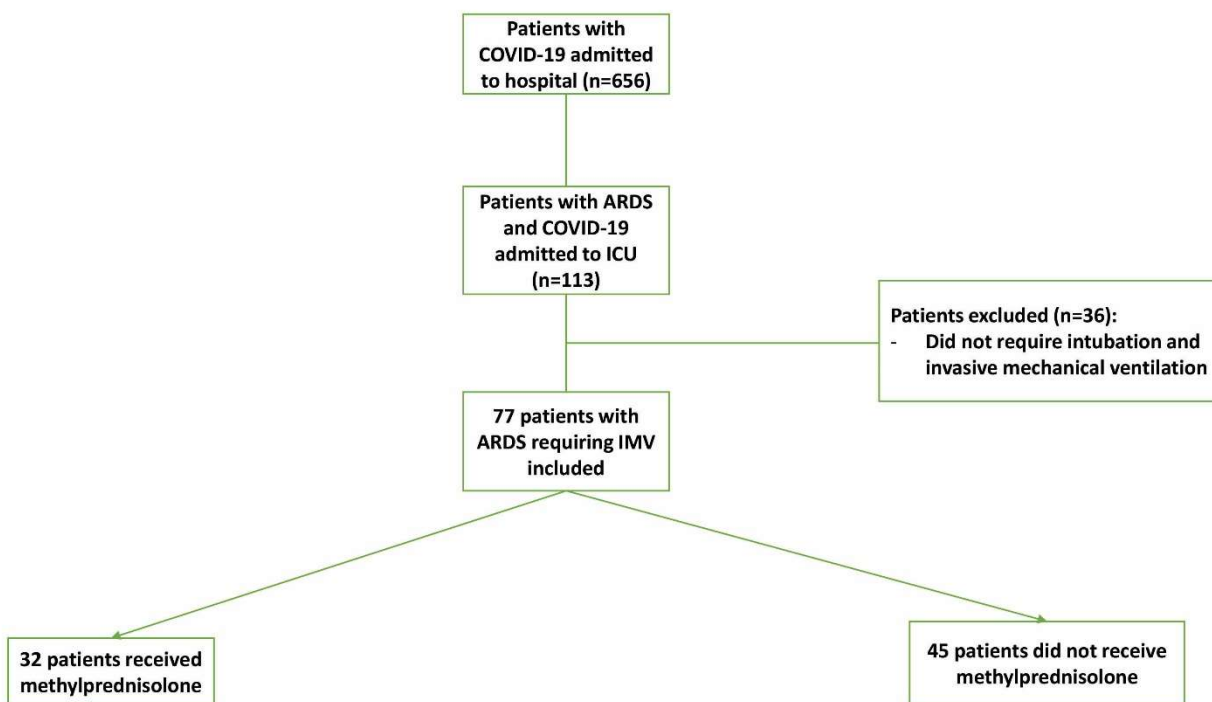 Patients with
COVID-19 admitted
to hospital (n=656)
Patients with ARDS
and COVID-19
admitted to ICU
(n=113)
Patients excluded (n=36):
- Did not require intubation and
invasive mechanical ventilation
77 patients with
ARDS requiring IMV
included
32 patients received
methylprednisolone
45 patients did not receive
methylprednisolone